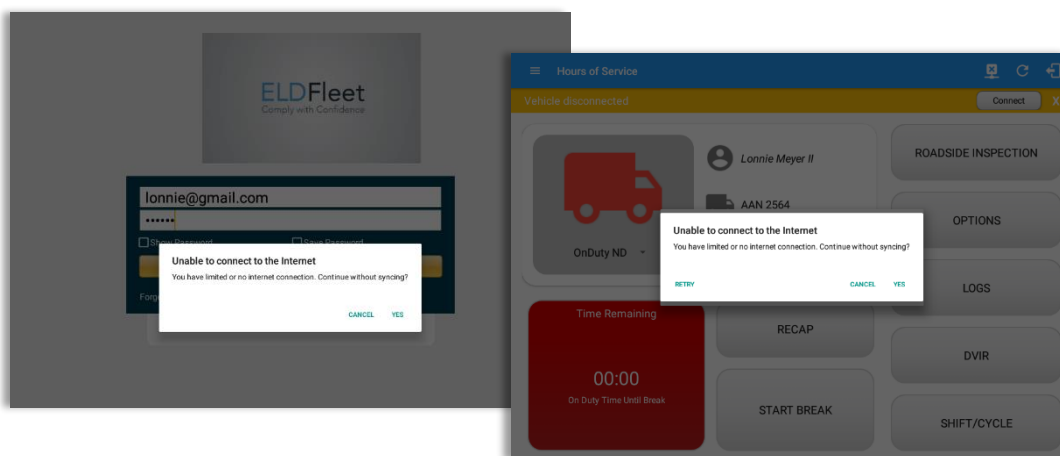 ELDFleet
Comply with Confidence
lonnie@gmail.com
Show Password Save Password
Unable to connect to the Internet
You have limited or no internet connection. Continue without syncing?
CANCEL YES
Hours of Service
Vehicle disconnected
Connect X
Lonnie Meyer II
AAN 2564
OnDuty ND
ROADSIDE INSPECTION
OPTIONS
Unable to connect to the Internet
You have limited or no internet connection. Continue without syncing?
RETRY CANCEL YES
LOGS
Time Remaining
00:00
On Duty Time Until Break
RECAP
START BREAK
DVIR
SHIFT/CYCLE